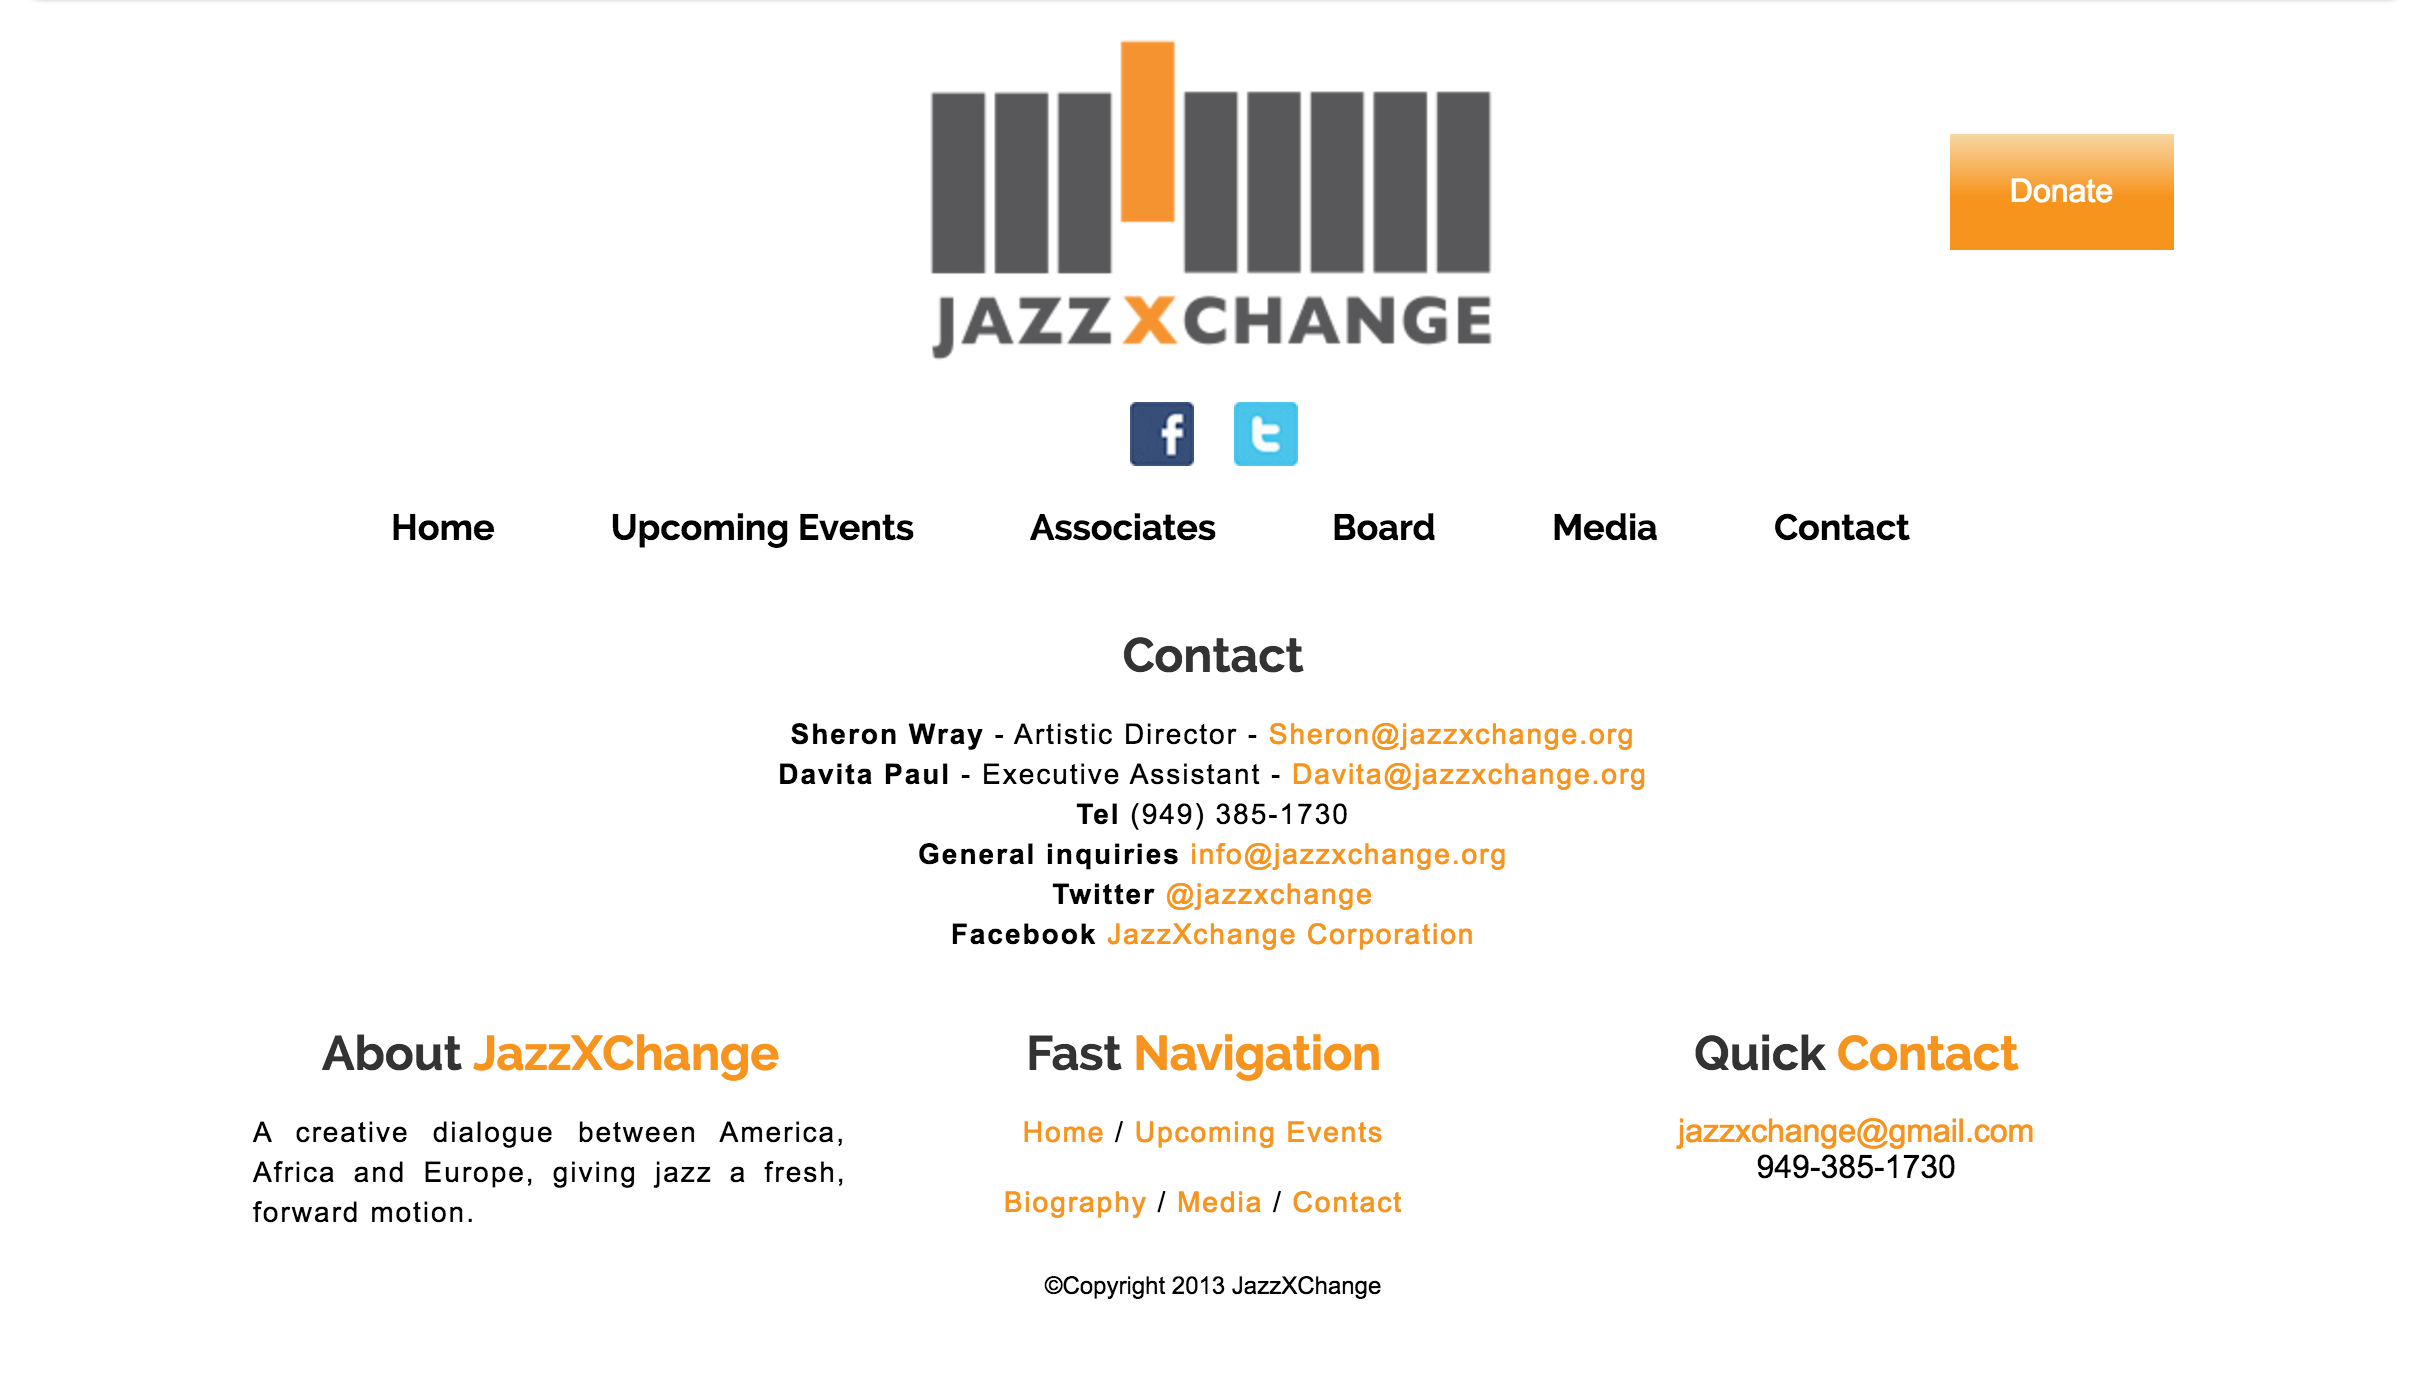 JAZZXCHANGE
Donate
Home Upcoming Events Associates Board Media Contact
Contact
Sheron Wray - Artistic Director - Sheron@jazzxchange.org
Davita Paul - Executive Assistant - Davita@jazzxchange.org
Tel (949) 385-1730
General inquiries info@jazzxchange.org
Twitter @jazzxchange
Facebook JazzXchange Corporation
About JazzXChange
A creative dialogue between America,
Africa and Europe, giving jazz a fresh,
forward motion.
Fast Navigation
Home / Upcoming Events
Biography / Media / Contact
Quick Contact
jazzxchange@gmail.com
949-385-1730
©Copyright 2013 JazzXChange